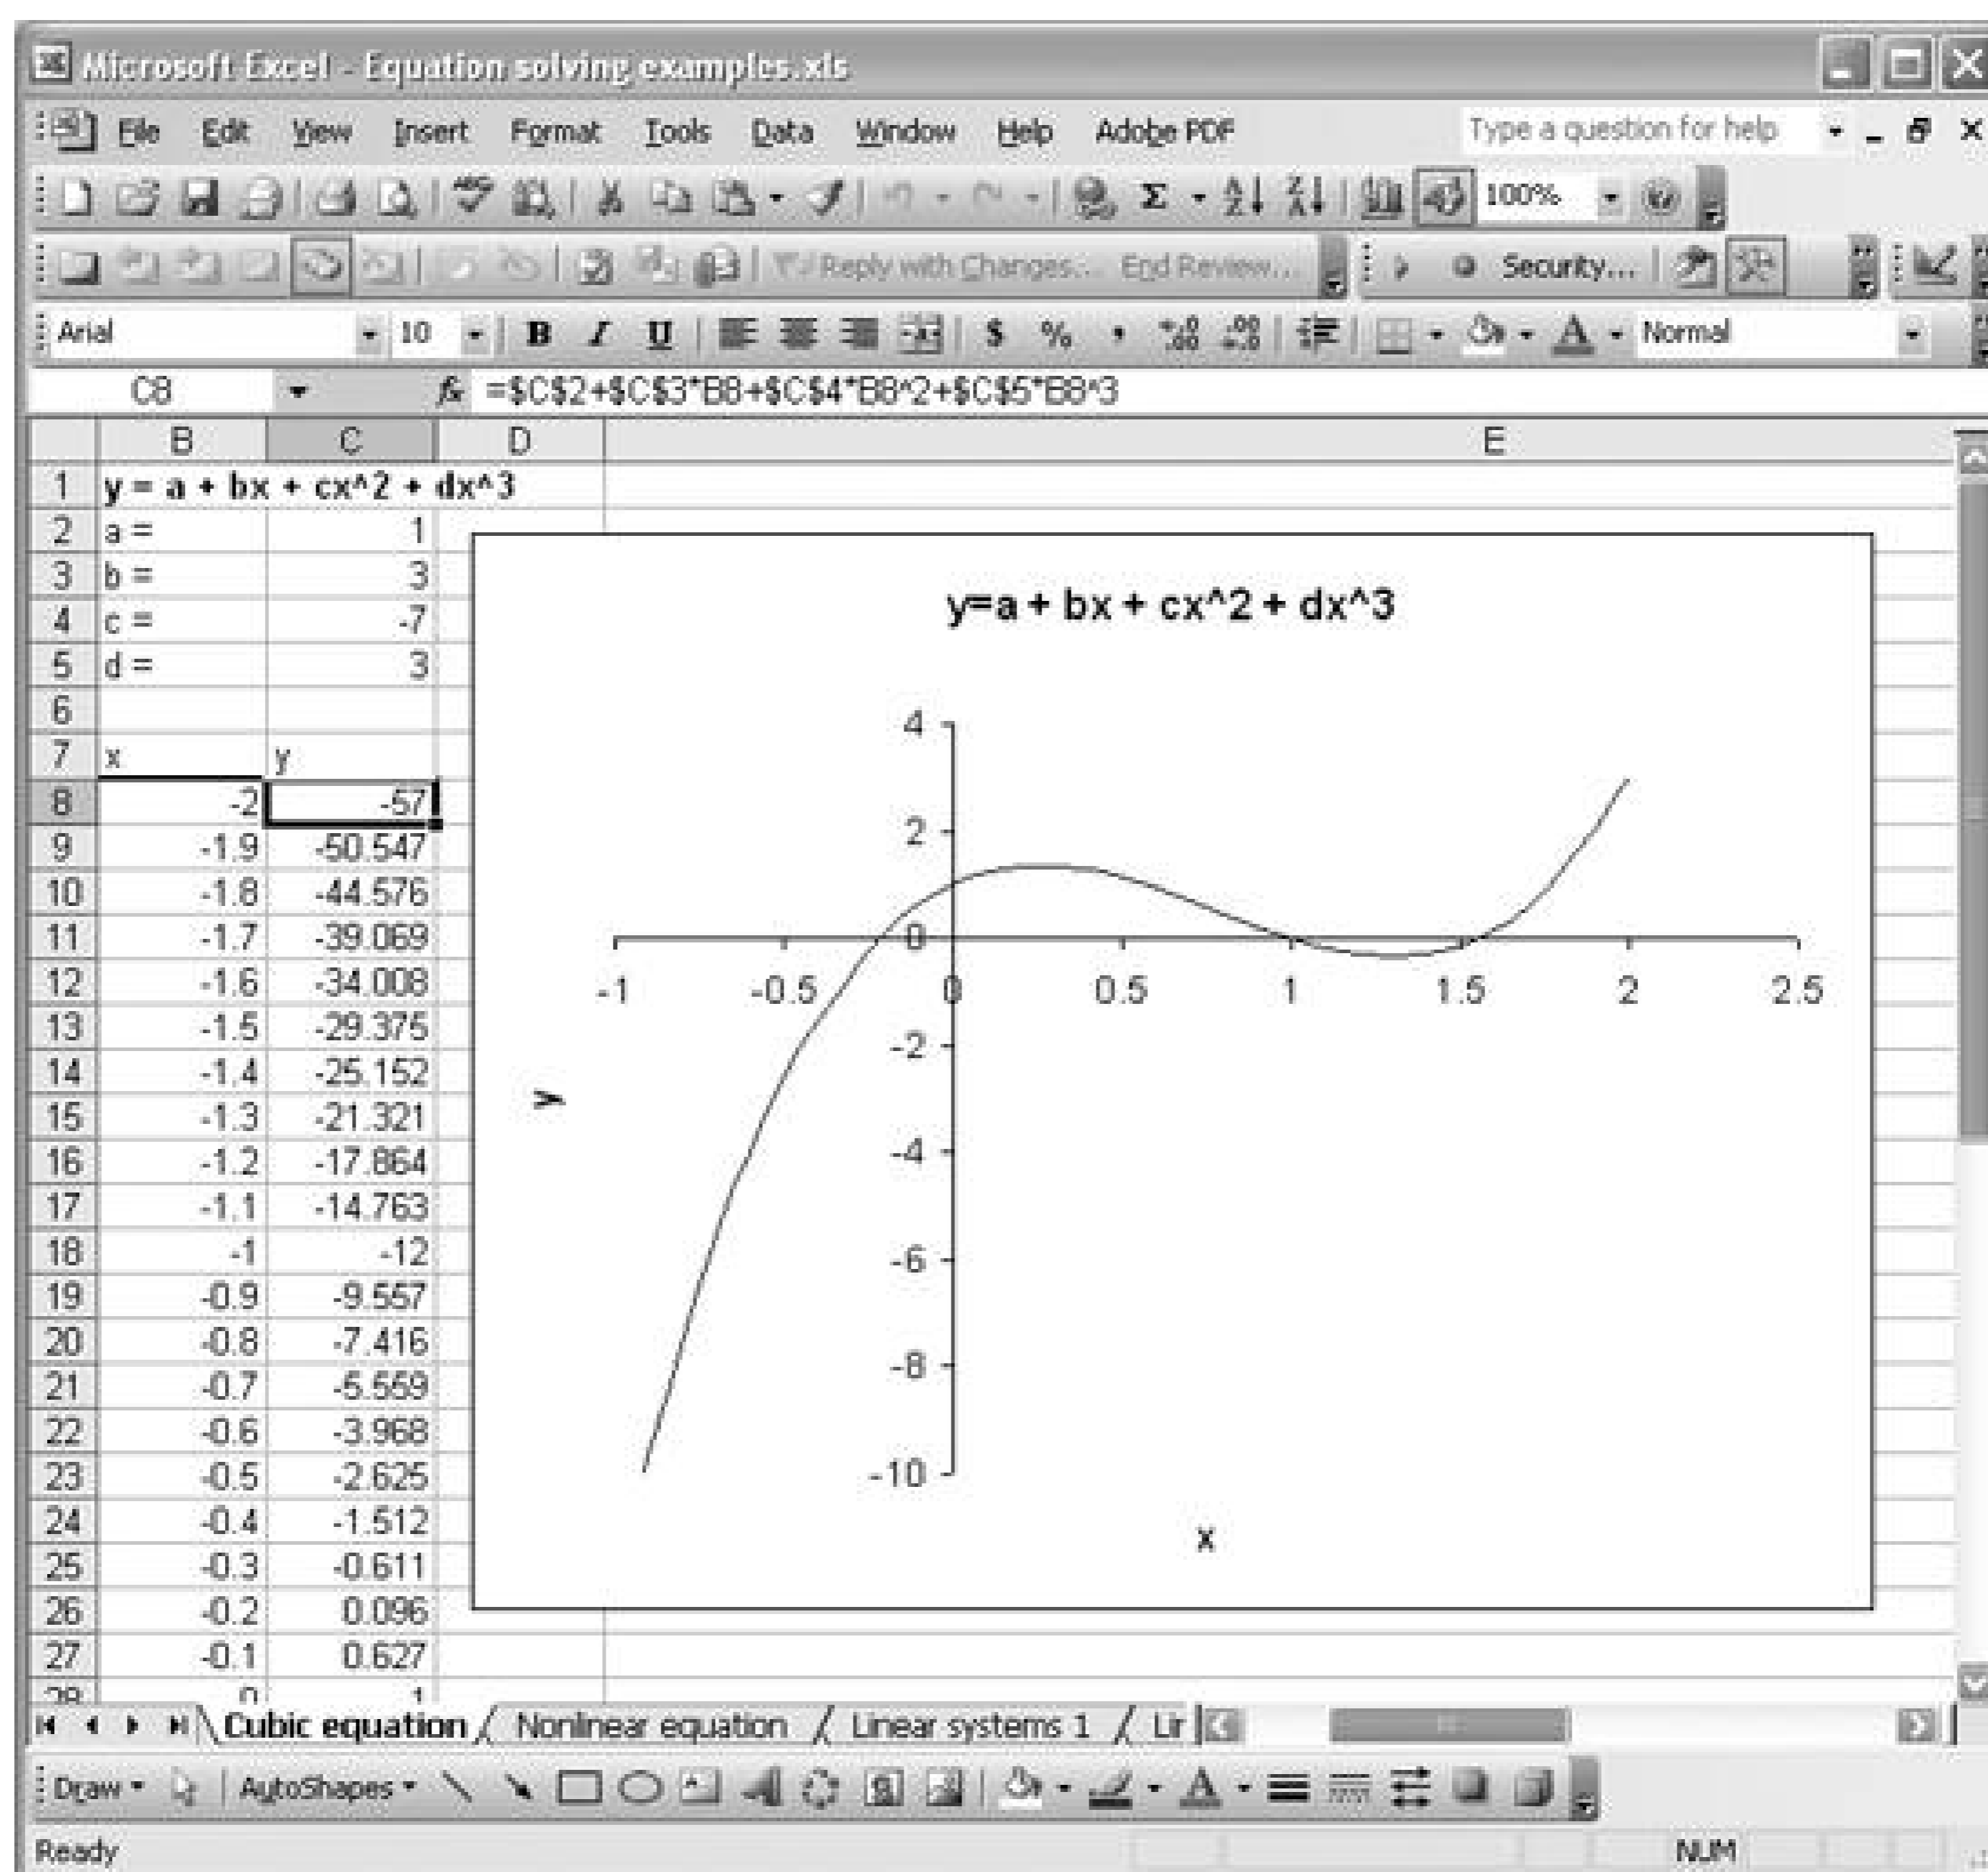 Microsoft Excel - Equation solving examples.xls
File Edit View Insert Format Tools Data Window Help Adobe PDF Type a question for help
Σ 100%
Reply with Changes... End Review... Security...
Arial 10 B I U $ % , Normal
C8 fx =$C$2+$C$3*B8+$C$4*B8^2+$C$5*B8^3
B C D E
1 y = a + bx + cx^2 + dx^3
2 a = 1
3 b = 3
4 c = -7
5 d = 3
6
7 x y
8 -2 -57
9 -1.9 -50.547
10 -1.8 -44.576
11 -1.7 -39.069
12 -1.6 -34.008
13 -1.5 -29.375
14 -1.4 -25.152
15 -1.3 -21.321
16 -1.2 -17.864
17 -1.1 -14.763
18 -1 -12
19 -0.9 -9.557
20 -0.8 -7.416
21 -0.7 -5.559
22 -0.6 -3.968
23 -0.5 -2.625
24 -0.4 -1.512
25 -0.3 -0.611
26 -0.2 0.096
27 -0.1 0.627
28 0 1
y=a + bx + cx^2 + dx^3
4
2
0
-2
-4
-6
-8
-10
-1 -0.5 0 0.5 1 1.5 2 2.5
y
x
Cubic equation Nonlinear equation Linear systems 1 Lir
Draw AutoShapes
Ready NUM